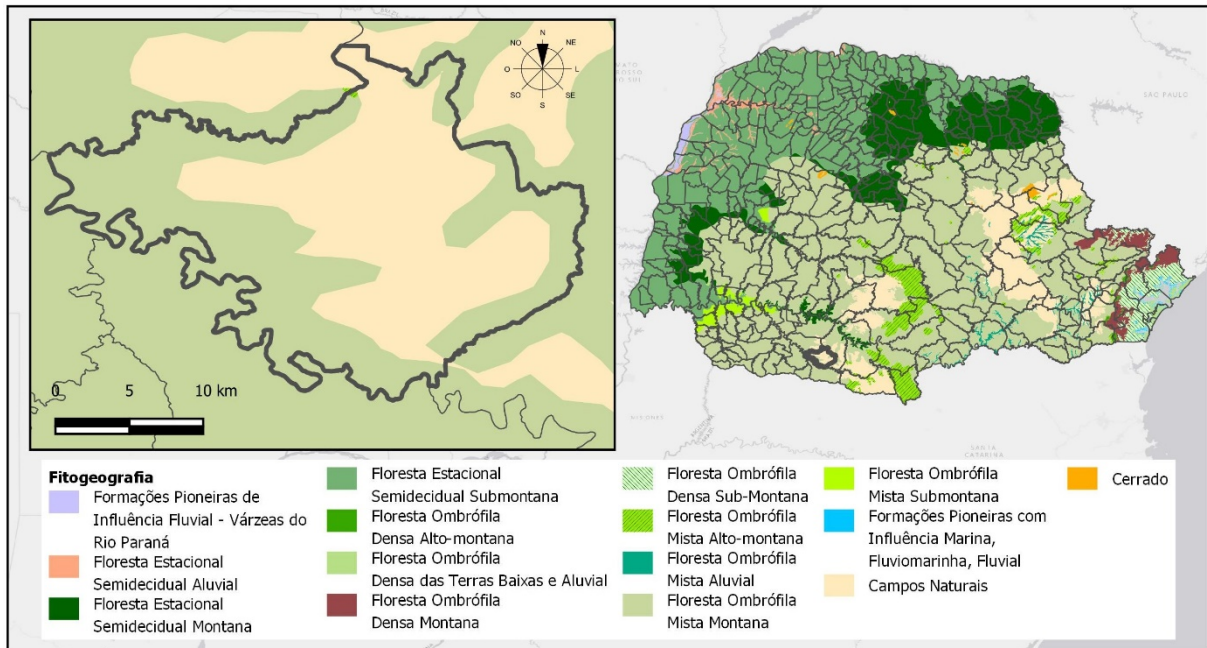 N
NO
NE
O
L
SO
SE
S
0 5 10 km
SÃO PAULO
Fitogeografia
Formações Pioneiras de
Influência Fluvial - Várzeas do
Rio Paraná
Floresta Estacional
Semidecidual Aluvial
Floresta Estacional
Semidecidual Montana
Floresta Estacional
Semidecidual Submontana
Floresta Ombrófila
Densa Alto-montana
Floresta Ombrófila
Densa das Terras Baixas e Aluvial
Floresta Ombrófila
Densa Montana
Floresta Ombrófila
Densa Sub-Montana
Floresta Ombrófila
Mista Alto-montana
Floresta Ombrófila
Mista Aluvial
Floresta Ombrófila
Mista Montana
Floresta Ombrófila
Mista Submontana
Formações Pioneiras com
Influência Marina,
Fluviomarinha, Fluvial
Campos Naturais
Cerrado